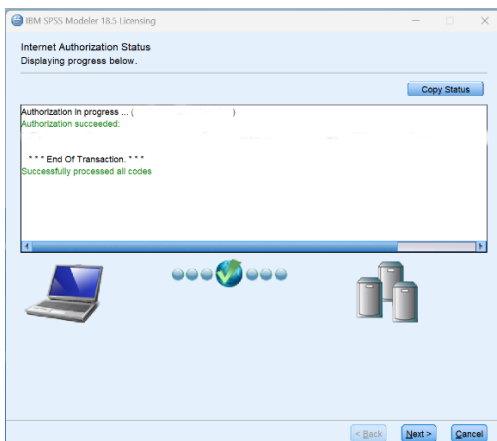 IBM SPSS Modeler 18.5 Licensing
Internet Authorization Status
Displaying progress below.
Copy Status
Authorization in progress ... ( )
Authorization succeeded:
* * * End Of Transaction. * * *
Successfully processed all codes
< Back
Next >
Cancel